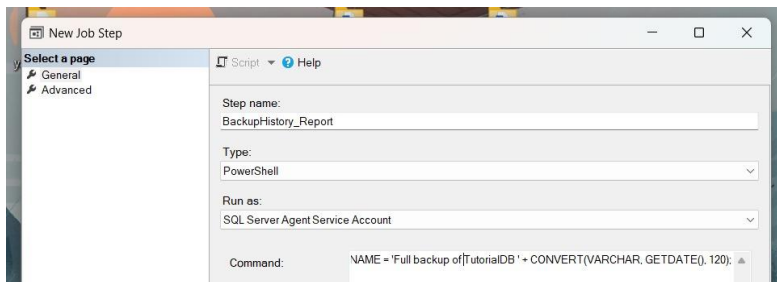 New Job Step
Select a page
General
Advanced
Script Help
Step name:
BackupHistory_Report
Type:
PowerShell
Run as:
SQL Server Agent Service Account
Command:
NAME = 'Full backup of TutorialDB ' + CONVERT(VARCHAR, GETDATE(), 120);